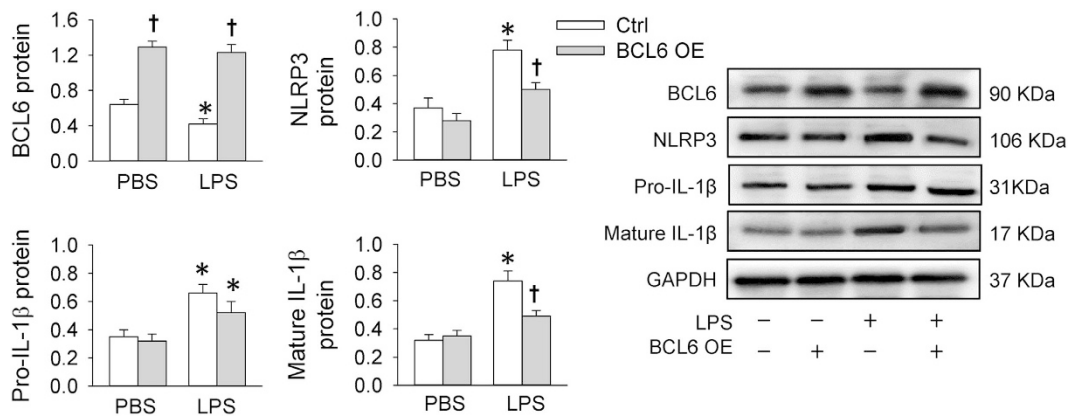 BCL6 protein
1.6
1.2
0.8
0.4
0.0
†
†
*
PBS
LPS
NLRP3
protein
1.0
0.8
0.6
0.4
0.2
0.0
*
†
PBS
LPS
Ctrl
BCL6 OE
Pro-IL-1β protein
1.0
0.8
0.6
0.4
0.2
0.0
*
*
PBS
LPS
Mature IL-1β
protein
1.0
0.8
0.6
0.4
0.2
0.0
*
†
PBS
LPS
BCL6 90 KDa
NLRP3 106 KDa
Pro-IL-1β 31KDa
Mature IL-1β 17 KDa
GAPDH 37 KDa
LPS − − + +
BCL6 OE − + − +